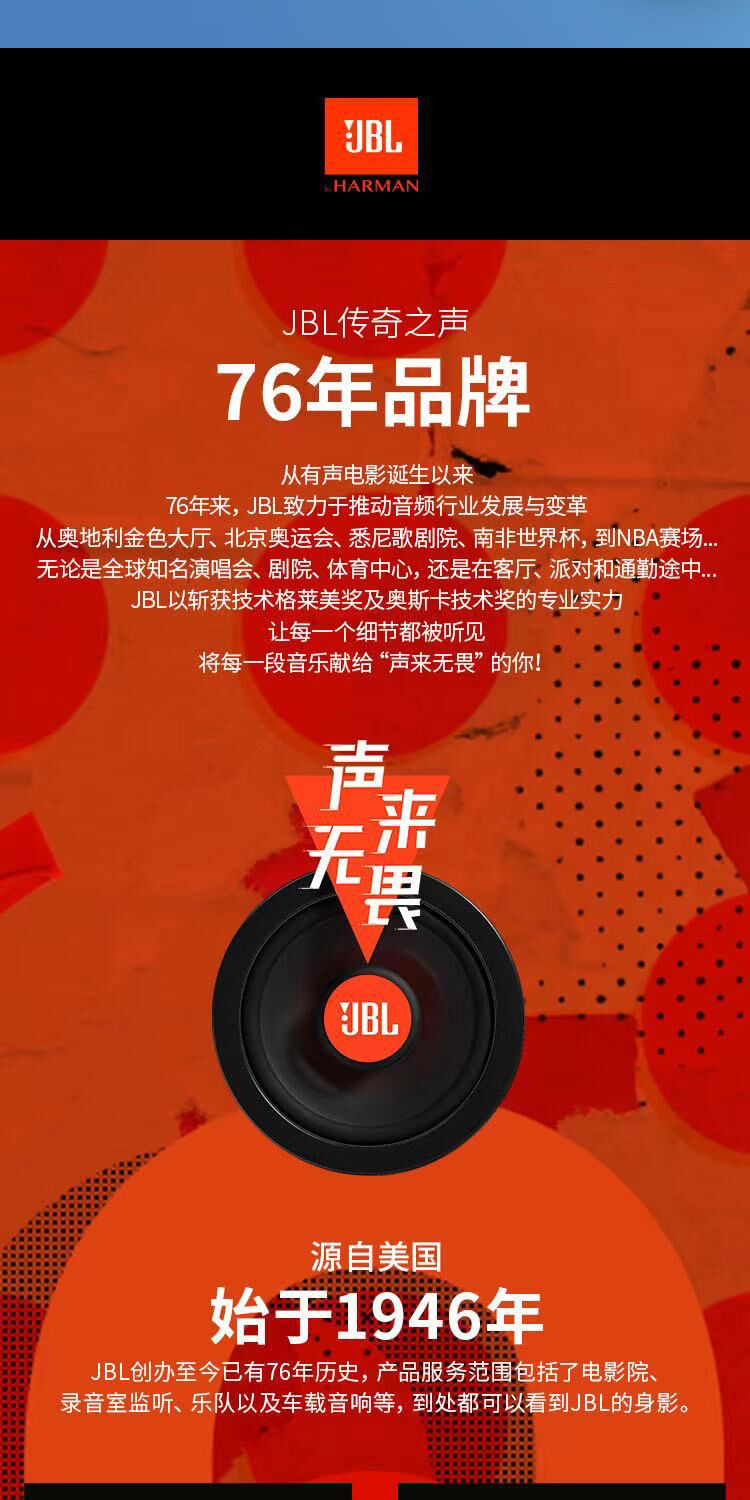 JBL
by HARMAN
JBL传奇之声
76年品牌
从有声电影诞生以来
76年来，JBL致力于推动音频行业发展与变革
从奥地利金色大厅、北京奥运会、悉尼歌剧院、南非世界杯，到NBA赛场...
无论是全球知名演唱会、剧院、体育中心，还是在客厅、派对和通勤途中...
JBL以斩获技术格莱美奖及奥斯卡技术奖的专业实力
让每一个细节都被听见
将每一段音乐献给“声来无畏”的你！
声来
无畏
JBL
源自美国
始于1946年
JBL创办至今已有76年历史，产品服务范围包括了电影院、
录音室监听、乐队以及车载音响等，到处都可以看到JBL的身影。